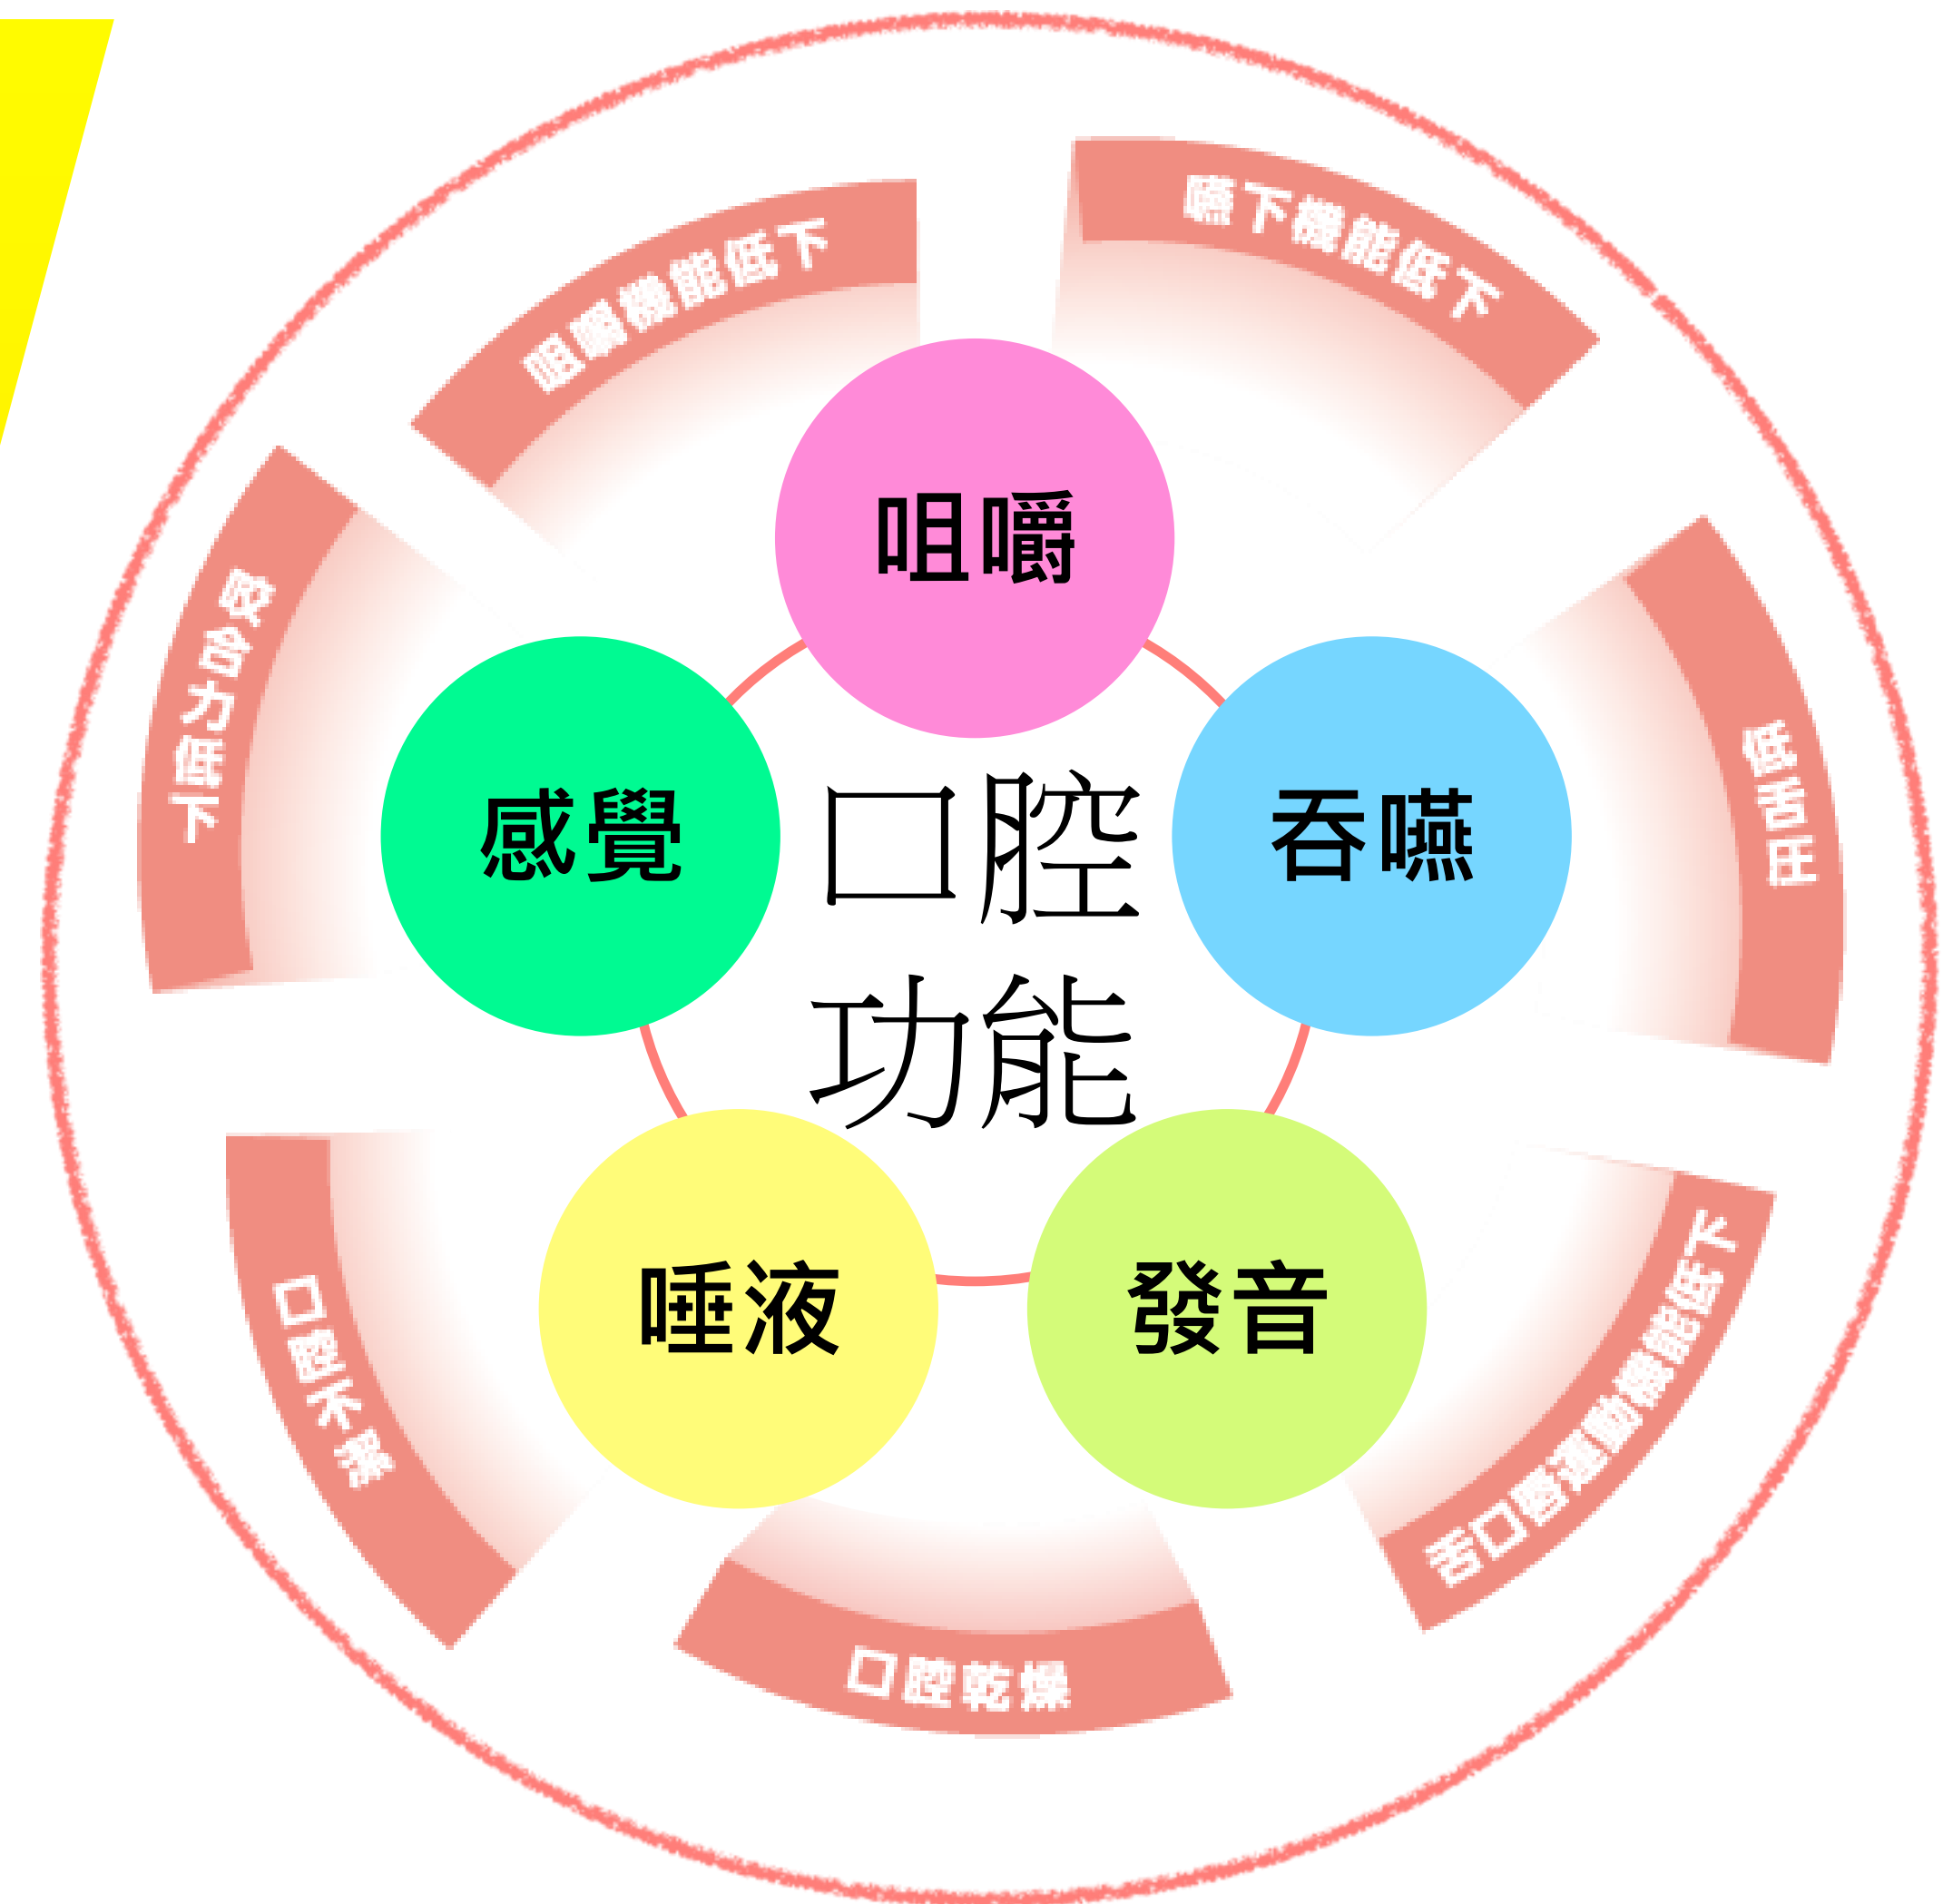 嚥下機能低下
咀嚼機能低下
低舌圧
咬合力低下
舌口唇運動機能低下
口腔不潔
口腔乾燥
咀嚼
吞嚥
感覺
口腔
功能
唾液
發音